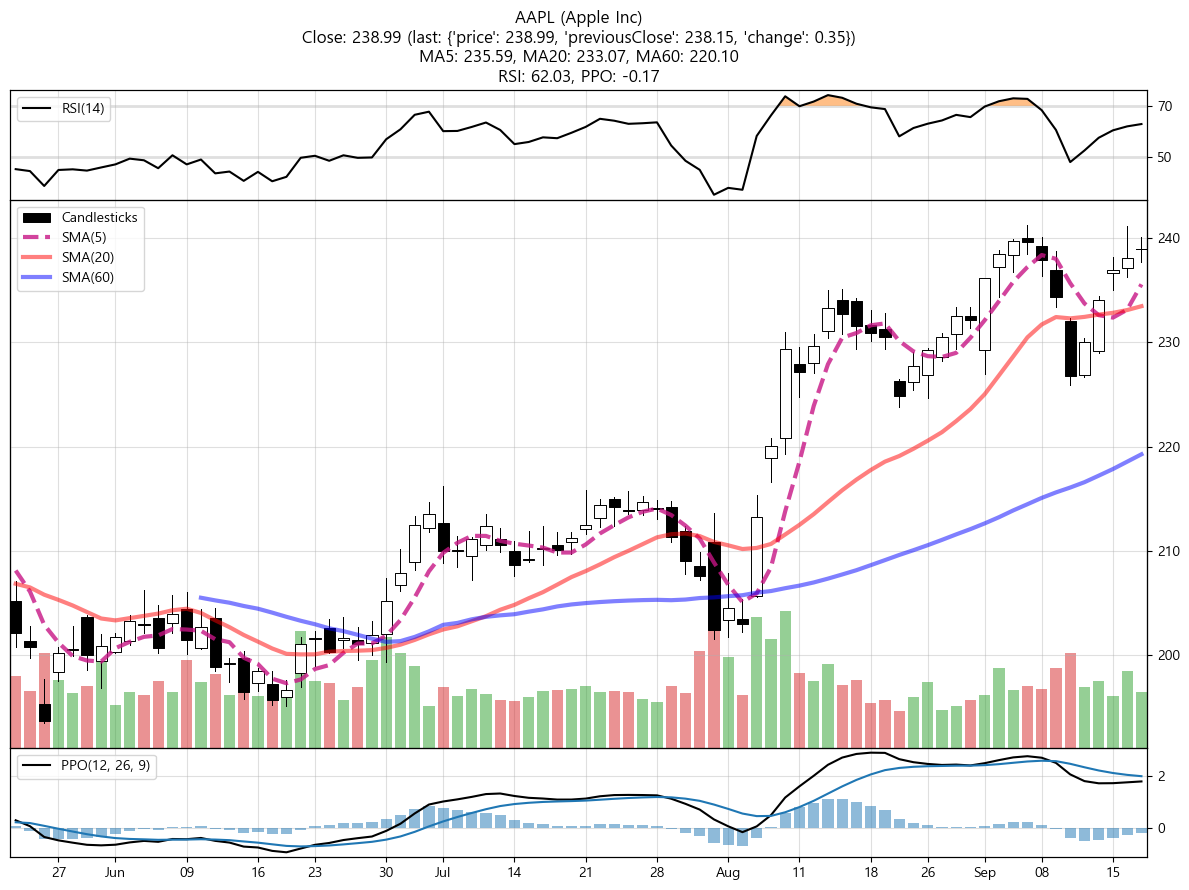 AAPL (Apple Inc)
Close: 238.99 (last: {'price': 238.99, 'previousClose': 238.15, 'change': 0.35})
MA5: 235.59, MA20: 233.07, MA60: 220.10
RSI: 62.03, PPO: -0.17
RSI(14)
70
50
Candlesticks
SMA(5)
SMA(20)
SMA(60)
240
230
220
210
200
PPO(12, 26, 9)
2
0
27 Jun 09 16 23 30 Jul 14 21 28 Aug 11 18 26 Sep 08 15